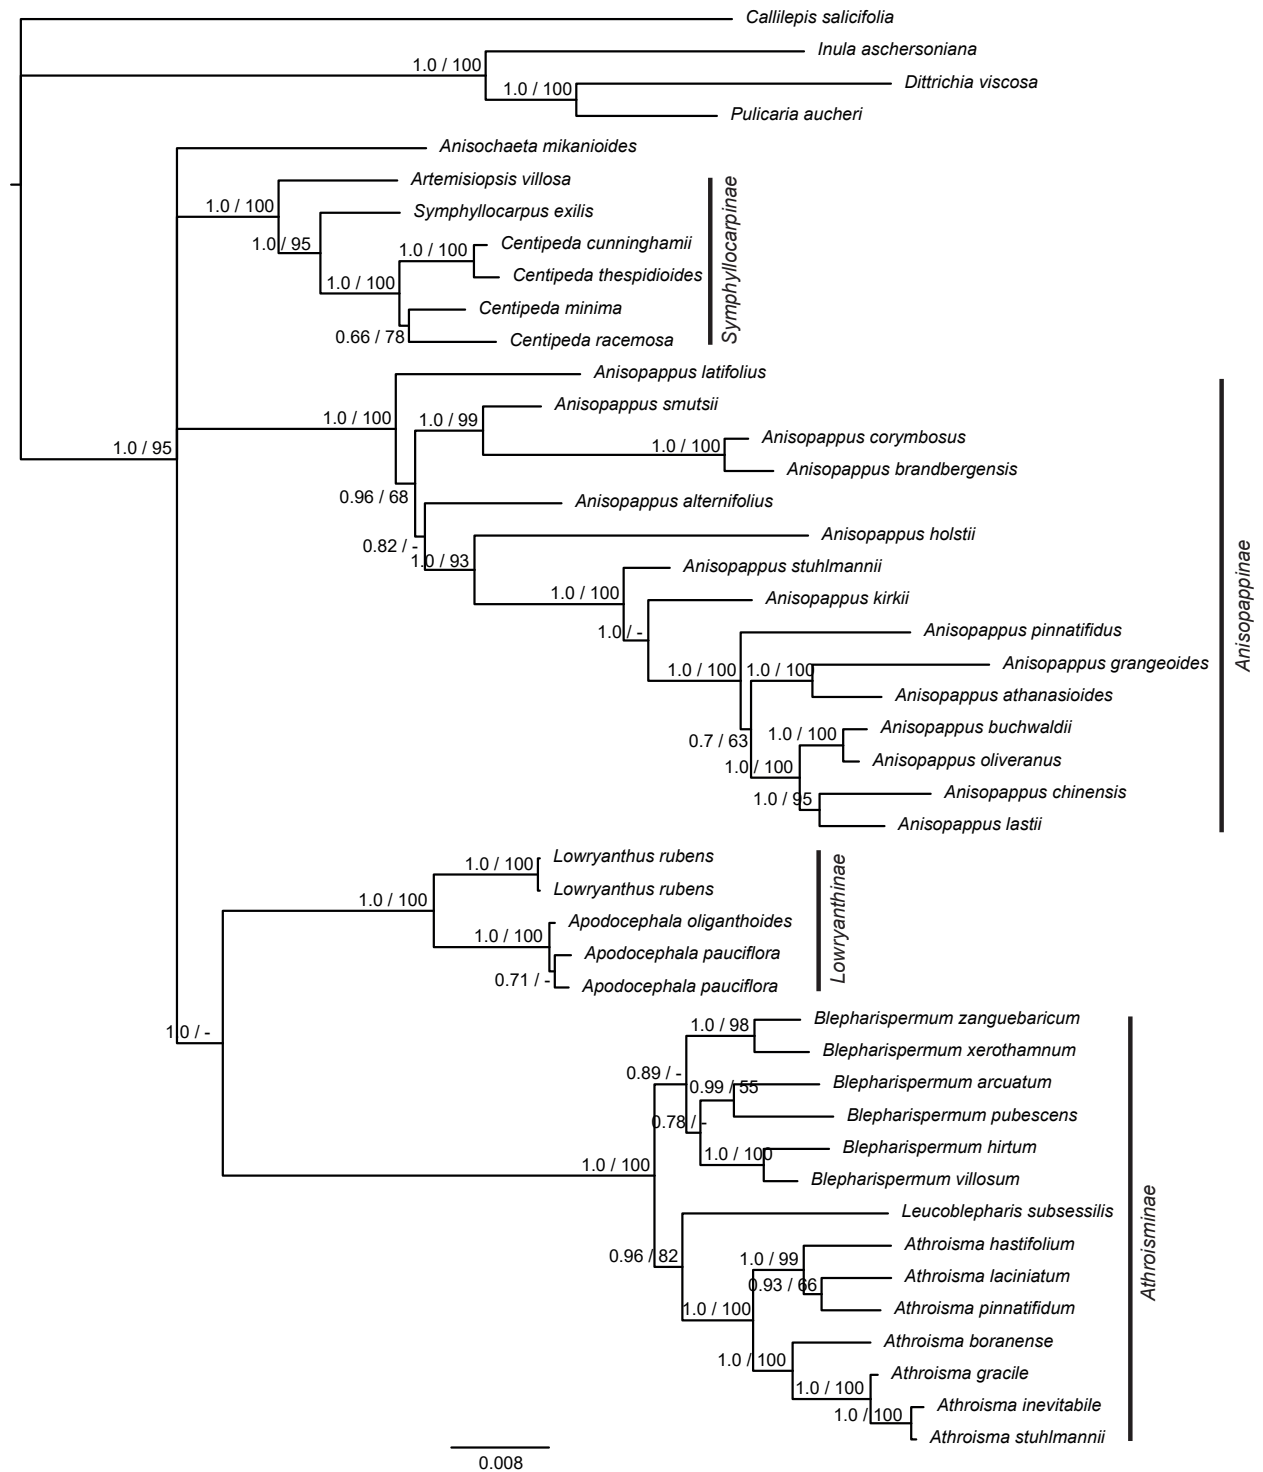 Callilepis salicifolia
Inula aschersoniana
1.0 / 100
Dittrichia viscosa
1.0 / 100
Pulicaria aucheri
Anisochaeta mikanioides
Artemisiopsis villosa
1.0 / 100
Symphyllocarpus exilis
1.0 / 95
Centipeda cunninghamii
1.0 / 100
Centipeda thespidioides
1.0 / 100
Centipeda minima
0.66 / 78
Centipeda racemosa
Symphyllocarpinae
Anisopappus latifolius
1.0 / 100
Anisopappus smutsii
1.0 / 99
Anisopappus corymbosus
1.0 / 100
1.0 / 95
Anisopappus brandbergensis
0.96 / 68
Anisopappus alternifolius
Anisopappus holstii
0.82 / -
1.0 / 93
Anisopappus stuhlmannii
1.0 / 100
Anisopappus kirkii
1.0 / -
Anisopappus pinnatifidus
Anisopappus grangeoides
1.0 / 100
1.0 / 100
Anisopappus athanasioides
Anisopappus buchwaldii
1.0 / 100
0.7 / 63
Anisopappus oliveranus
1.0 / 100
Anisopappus chinensis
1.0 / 95
Anisopappus lastii
Anisopappinae
Lowryanthus rubens
1.0 / 100
Lowryanthus rubens
1.0 / 100
Apodocephala oliganthoides
1.0 / 100
Apodocephala pauciflora
0.71 / -
Apodocephala pauciflora
Lowryanthinae
Blepharispermum zanguebaricum
1.0 / 98
1.0 / -
Blepharispermum xerothamnum
0.89 / -
Blepharispermum arcuatum
0.99 / 55
Blepharispermum pubescens
0.78 / -
Blepharispermum hirtum
1.0 / 100
1.0 / 100
Blepharispermum villosum
Leucoblepharis subsessilis
Athroisma hastifolium
0.96 / 82
1.0 / 99
Athroisma laciniatum
0.93 / 66
Athroisma pinnatifidum
1.0 / 100
Athroisma boranense
1.0 / 100
Athroisma gracile
1.0 / 100
Athroisma inevitabile
1.0 / 100
Athroisma stuhlmannii
Athroisminae
0.008